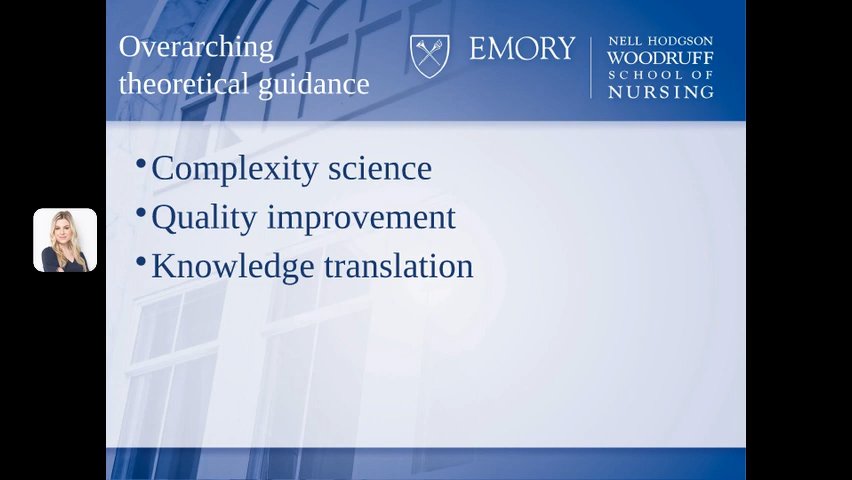 Overarching
theoretical guidance
EMORY
NELL HODGSON
WOODRUFF
SCHOOL OF
NURSING
•Complexity science
•Quality improvement
•Knowledge translation